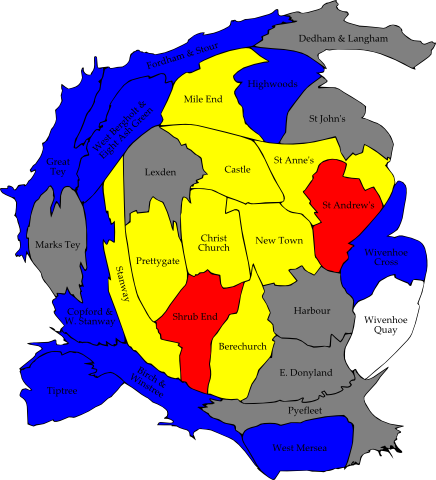 Dedham & Langham
Fordham & Stour
Highwoods
Mile End
St John's
West Bergholt &
Eight Ash Green
Great
Tey
St Anne's
Castle
Lexden
St Andrew's
Marks Tey
Christ
Church
New Town
Prettygate
Stanway
Wivenhoe
Cross
Copford &
W. Stanway
Shrub End
Harbour
Wivenhoe
Quay
Berechurch
E. Donyland
Birch &
Winstree
Tiptree
Pyefleet
West Mersea